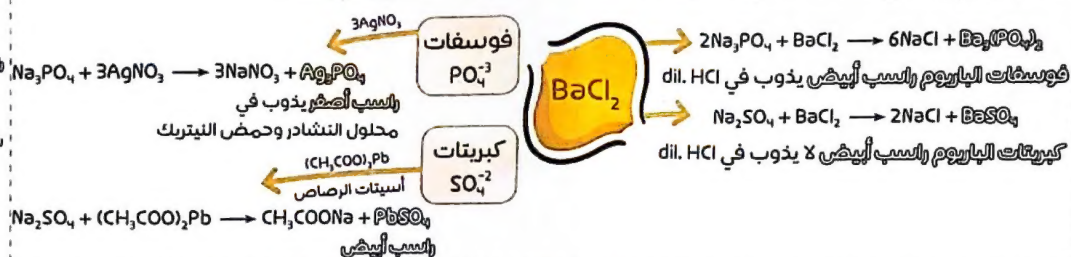 3AgNO₃
فوسفات
PO₄⁻³
Na₃PO₄ + 3AgNO₃ → 3NaNO₃ + Ag₃PO₄
راسب أصفر يذوب في
محلول النشادر وحمض النيتريك
BaCl₂
2Na₃PO₄ + BaCl₂ → 6NaCl + Ba₃(PO₄)₂
فوسفات الباريوم راسب أبيض يذوب في dil. HCl
Na₂SO₄ + BaCl₂ → 2NaCl + BaSO₄
كبريتات الباريوم راسب أبيض لا يذوب في dil. HCl
كبريتات
SO₄⁻²
(CH₃COO)₂Pb
أسيتات الرصاص
Na₂SO₄ + (CH₃COO)₂Pb → CH₃COONa + PbSO₄
راسب أبيض